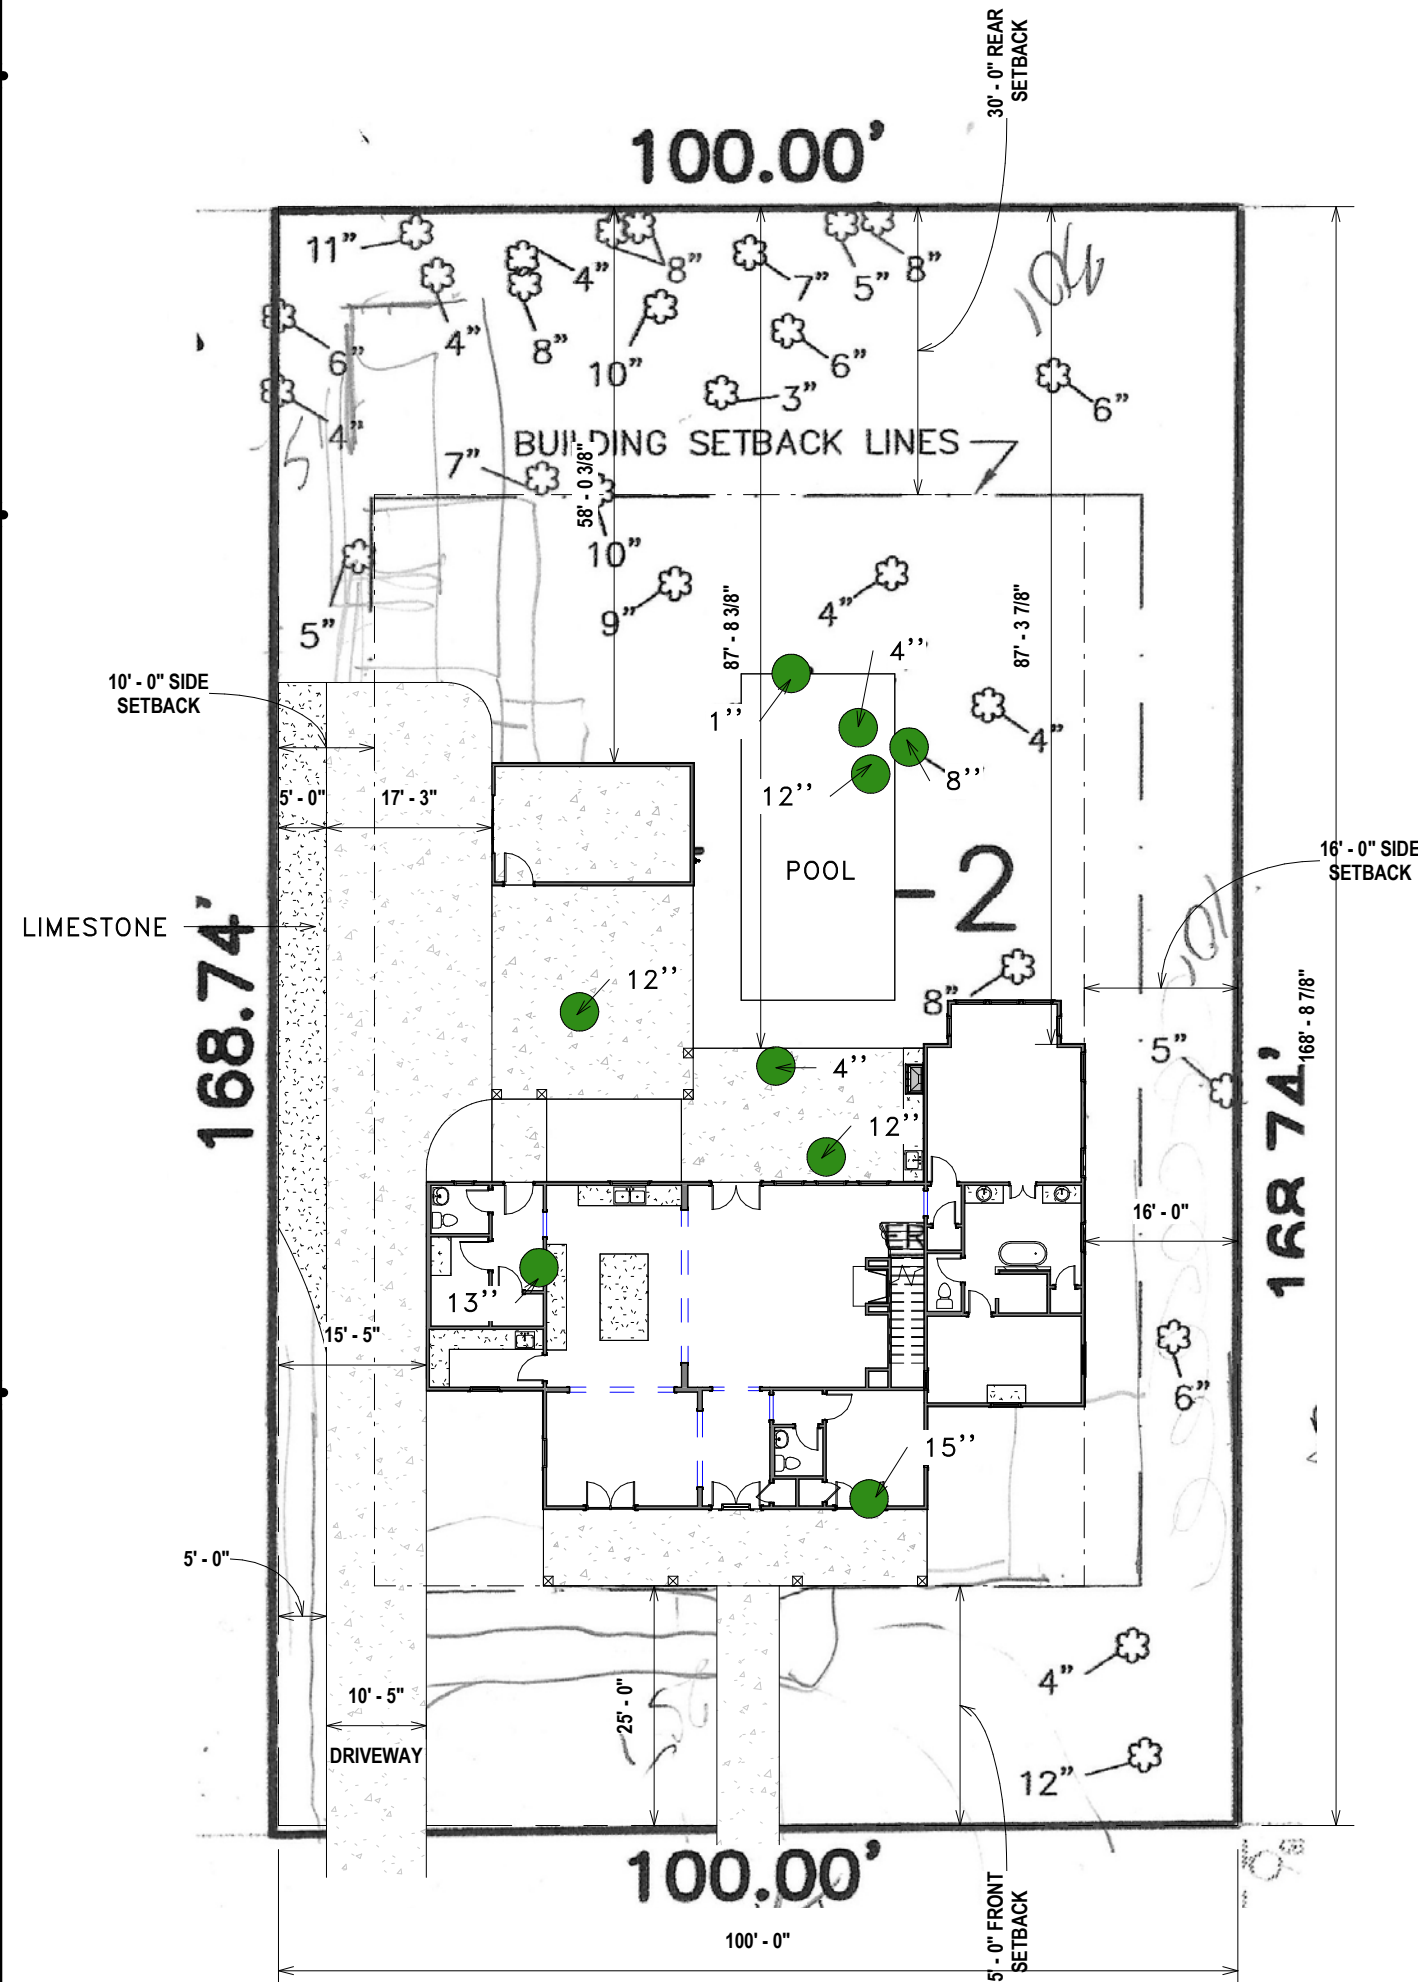 30' - 0" REAR
SETBACK
100.00'
11"
4"
8"
7"
5"
8"
4"
8"
10"
6"
6"
4"
3"
6"
BUILDING SETBACK LINES
7"
58' - 0 3/8"
10"
5"
9"
4"
87' - 8 3/8"
87' - 3 7/8"
4''
10' - 0" SIDE
SETBACK
1''
4"
8''
12''
5' - 0"
17' - 3"
16' - 0" SIDE
SETBACK
POOL
- 2
LIMESTONE
168.74'
12''
8"
168' - 8 7/8"
5"
4''
12''
168.74'
16' - 0"
13''
15' - 5"
6"
15''
5' - 0"
4"
10' - 5"
25' - 0"
DRIVEWAY
12"
100.00'
5' - 0" FRONT
SETBACK
100' - 0"